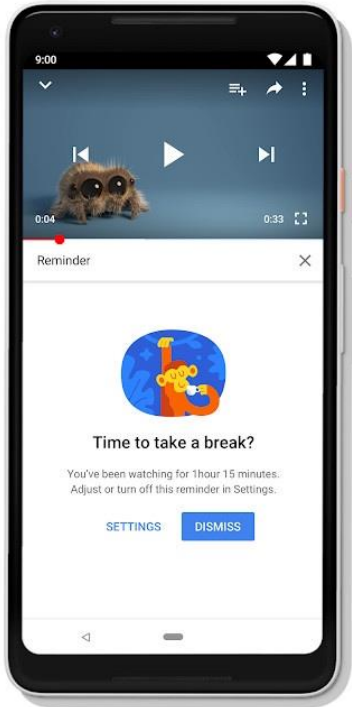 9:00
0:04
0:33
Reminder
Time to take a break?
You've been watching for 1hour 15 minutes.
Adjust or turn off this reminder in Settings.
SETTINGS
DISMISS